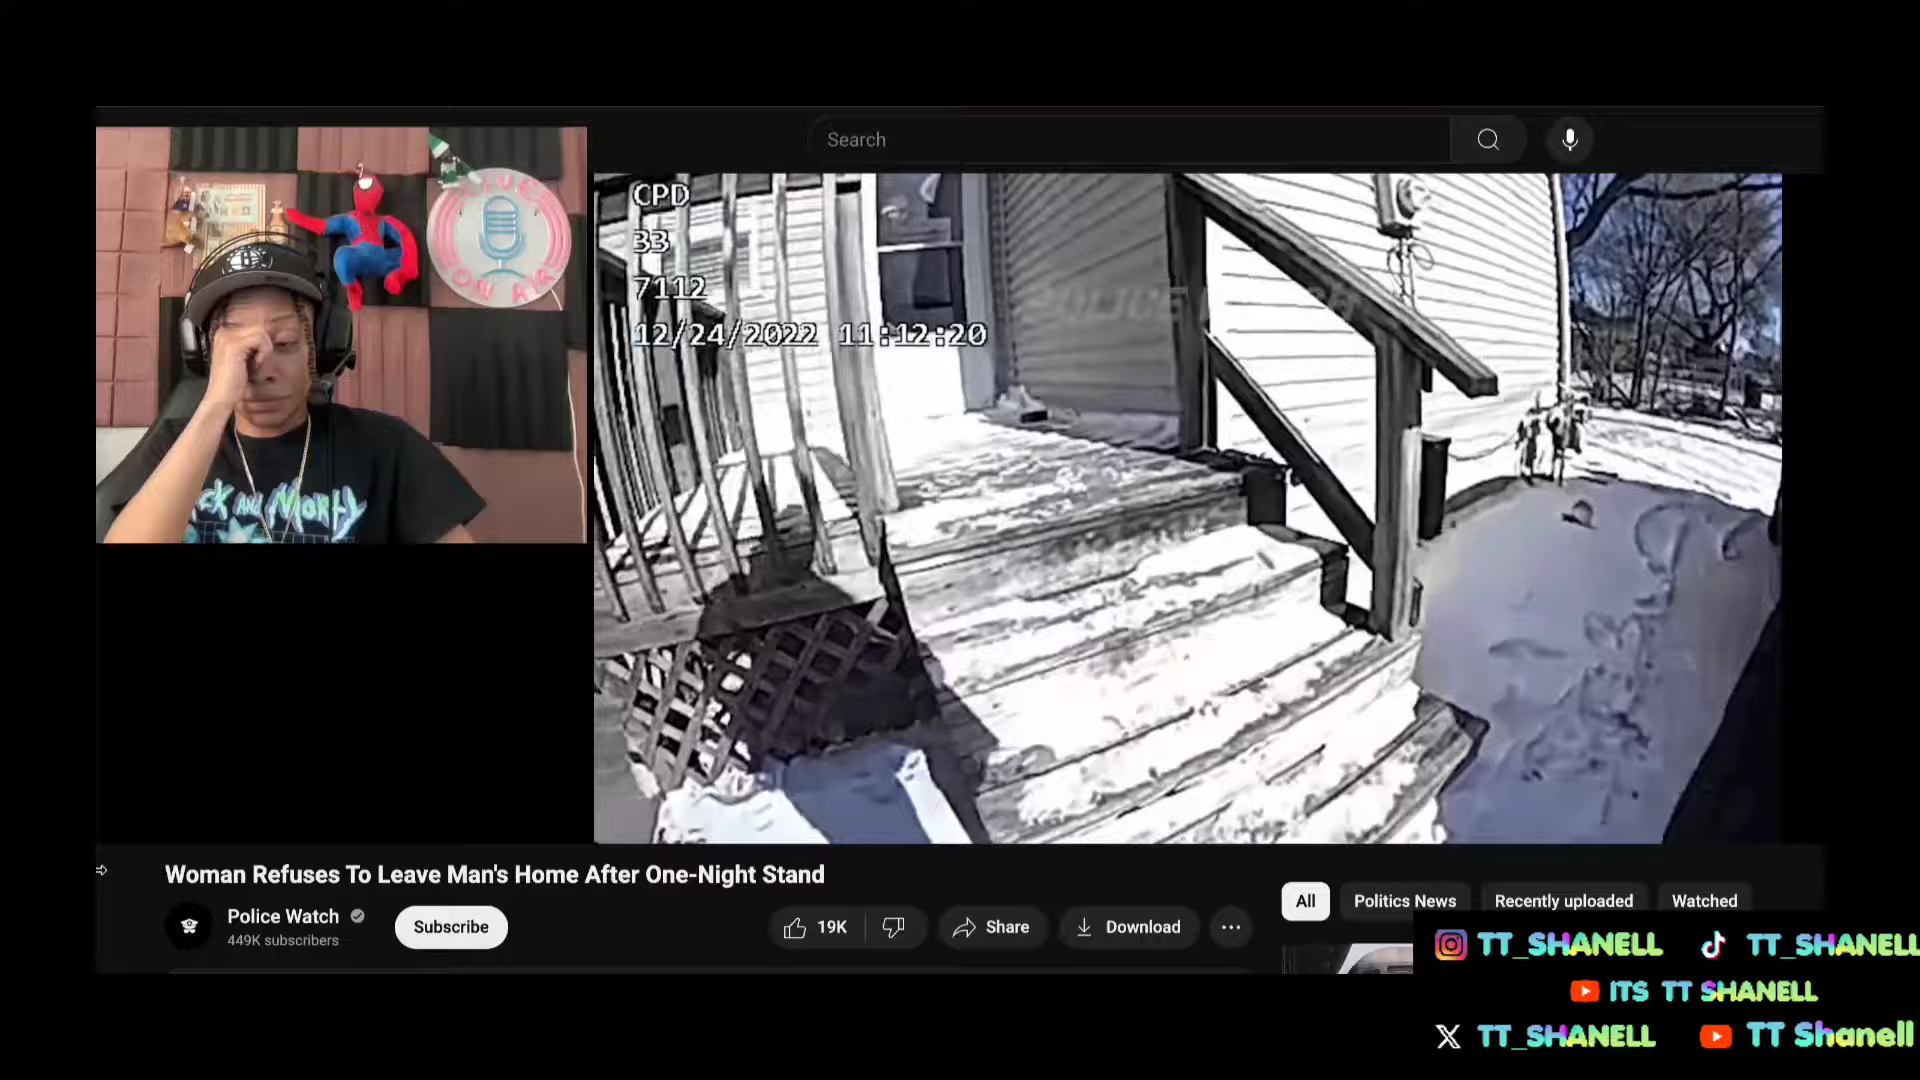 Search
CPD
33
7112
12/24/2022 11:12:20
ON AIR
Woman Refuses To Leave Man's Home After One-Night Stand
Police Watch
449K subscribers
Subscribe
19K
Share
Download
All
Politics News
Recently uploaded
Watched
TT_SHANELL
TT_SHANELL
ITS TT SHANELL
TT_SHANELL
TT Shanell